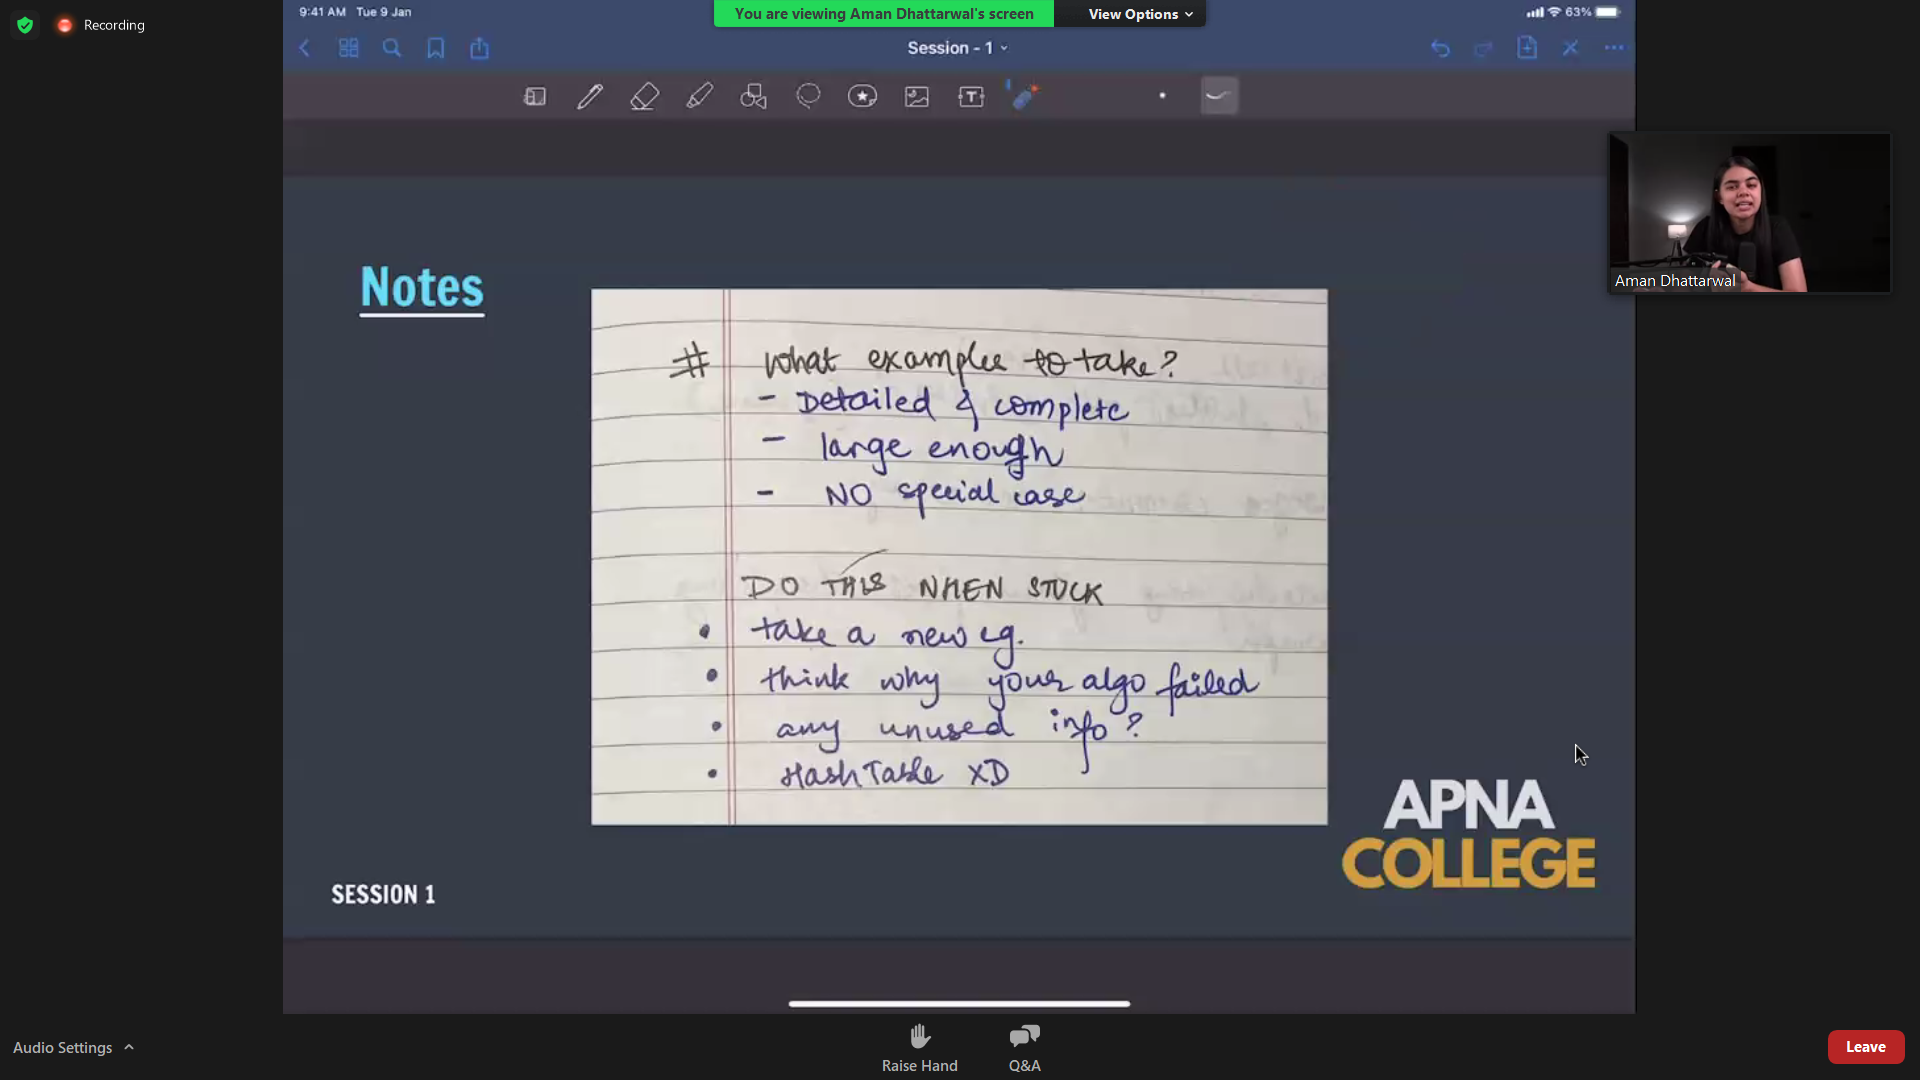 9:41 AM Tue 9 Jan
You are viewing Aman Dhattarwal's screen
View Options
63%
Recording
Session - 1
T
Aman Dhattarwal
Notes
# What examples to take?
- Detailed & complete
- large enough
- NO special case
DO THIS WHEN STUCK
• take a new eg.
• think why your algo failed
• any unused info?
• HashTable XD
APNA
COLLEGE
SESSION 1
Audio Settings
Raise Hand
Q&A
Leave